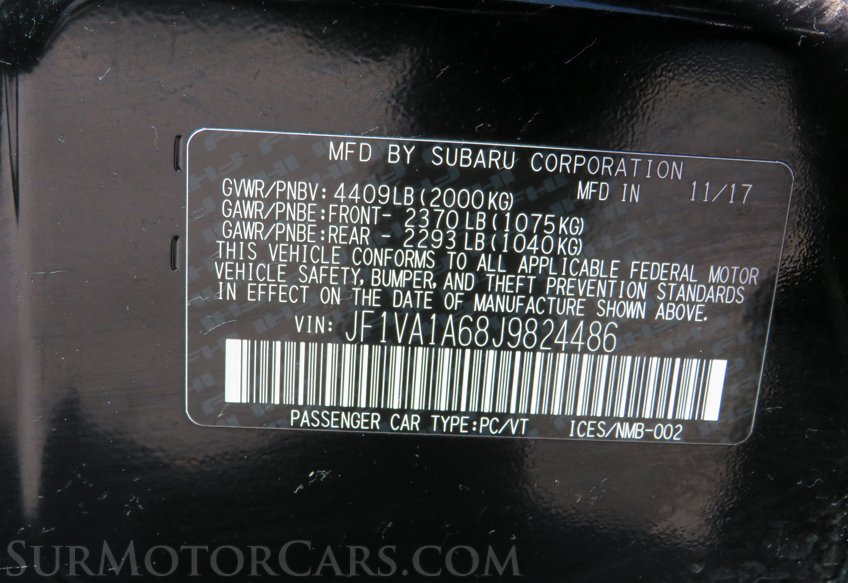 MFD BY SUBARU CORPORATION
GVWR/PNBV: 4409LB(2000KG) MFD IN 11/17
GAWR/PNBE:FRONT- 2370LB(1075KG)
GAWR/PNBE:REAR - 2293LB(1040KG)
THIS VEHICLE CONFORMS TO ALL APPLICABLE FEDERAL MOTOR
VEHICLE SAFETY, BUMPER, AND THEFT PREVENTION STANDARDS
IN EFFECT ON THE DATE OF MANUFACTURE SHOWN ABOVE.
VIN: JF1VA1A68J9824486
PASSENGER CAR TYPE:PC/VT ICES/NMB-002
SurMotorCars.com